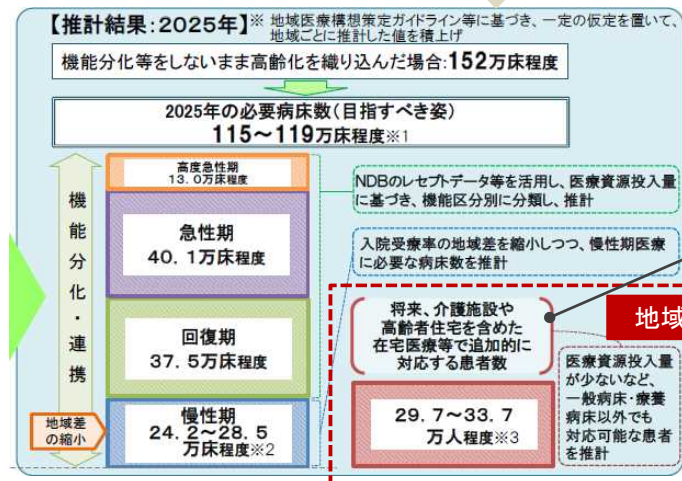 【推計結果:2025年】※ 地域医療構想策定ガイドライン等に基づき、一定の仮定を置いて、
地域ごとに推計した値を積上げ
機能分化等をしないまま高齢化を織り込んだ場合:152万床程度
2025年の必要病床数(目指すべき姿)
115～119万床程度※1
機能分化・連携
高度急性期
13.0万床程度
NDBのレセプトデータ等を活用し、医療資源投入量
に基づき、機能区分別に分類し、推計
急性期
40.1万床程度
入院受療率の地域差を縮小しつつ、慢性期医療
に必要な病床数を推計
将来、介護施設や
高齢者住宅を含めた
在宅医療等で追加的に
対応する患者数
地域
回復期
37.5万床程度
医療資源投入量
が少ないなど、
一般病床・療養
病床以外でも
対応可能な患者
を推計
地域差
の縮小
慢性期
24.2～28.5
万床程度※2
29.7～33.7
万人程度※3